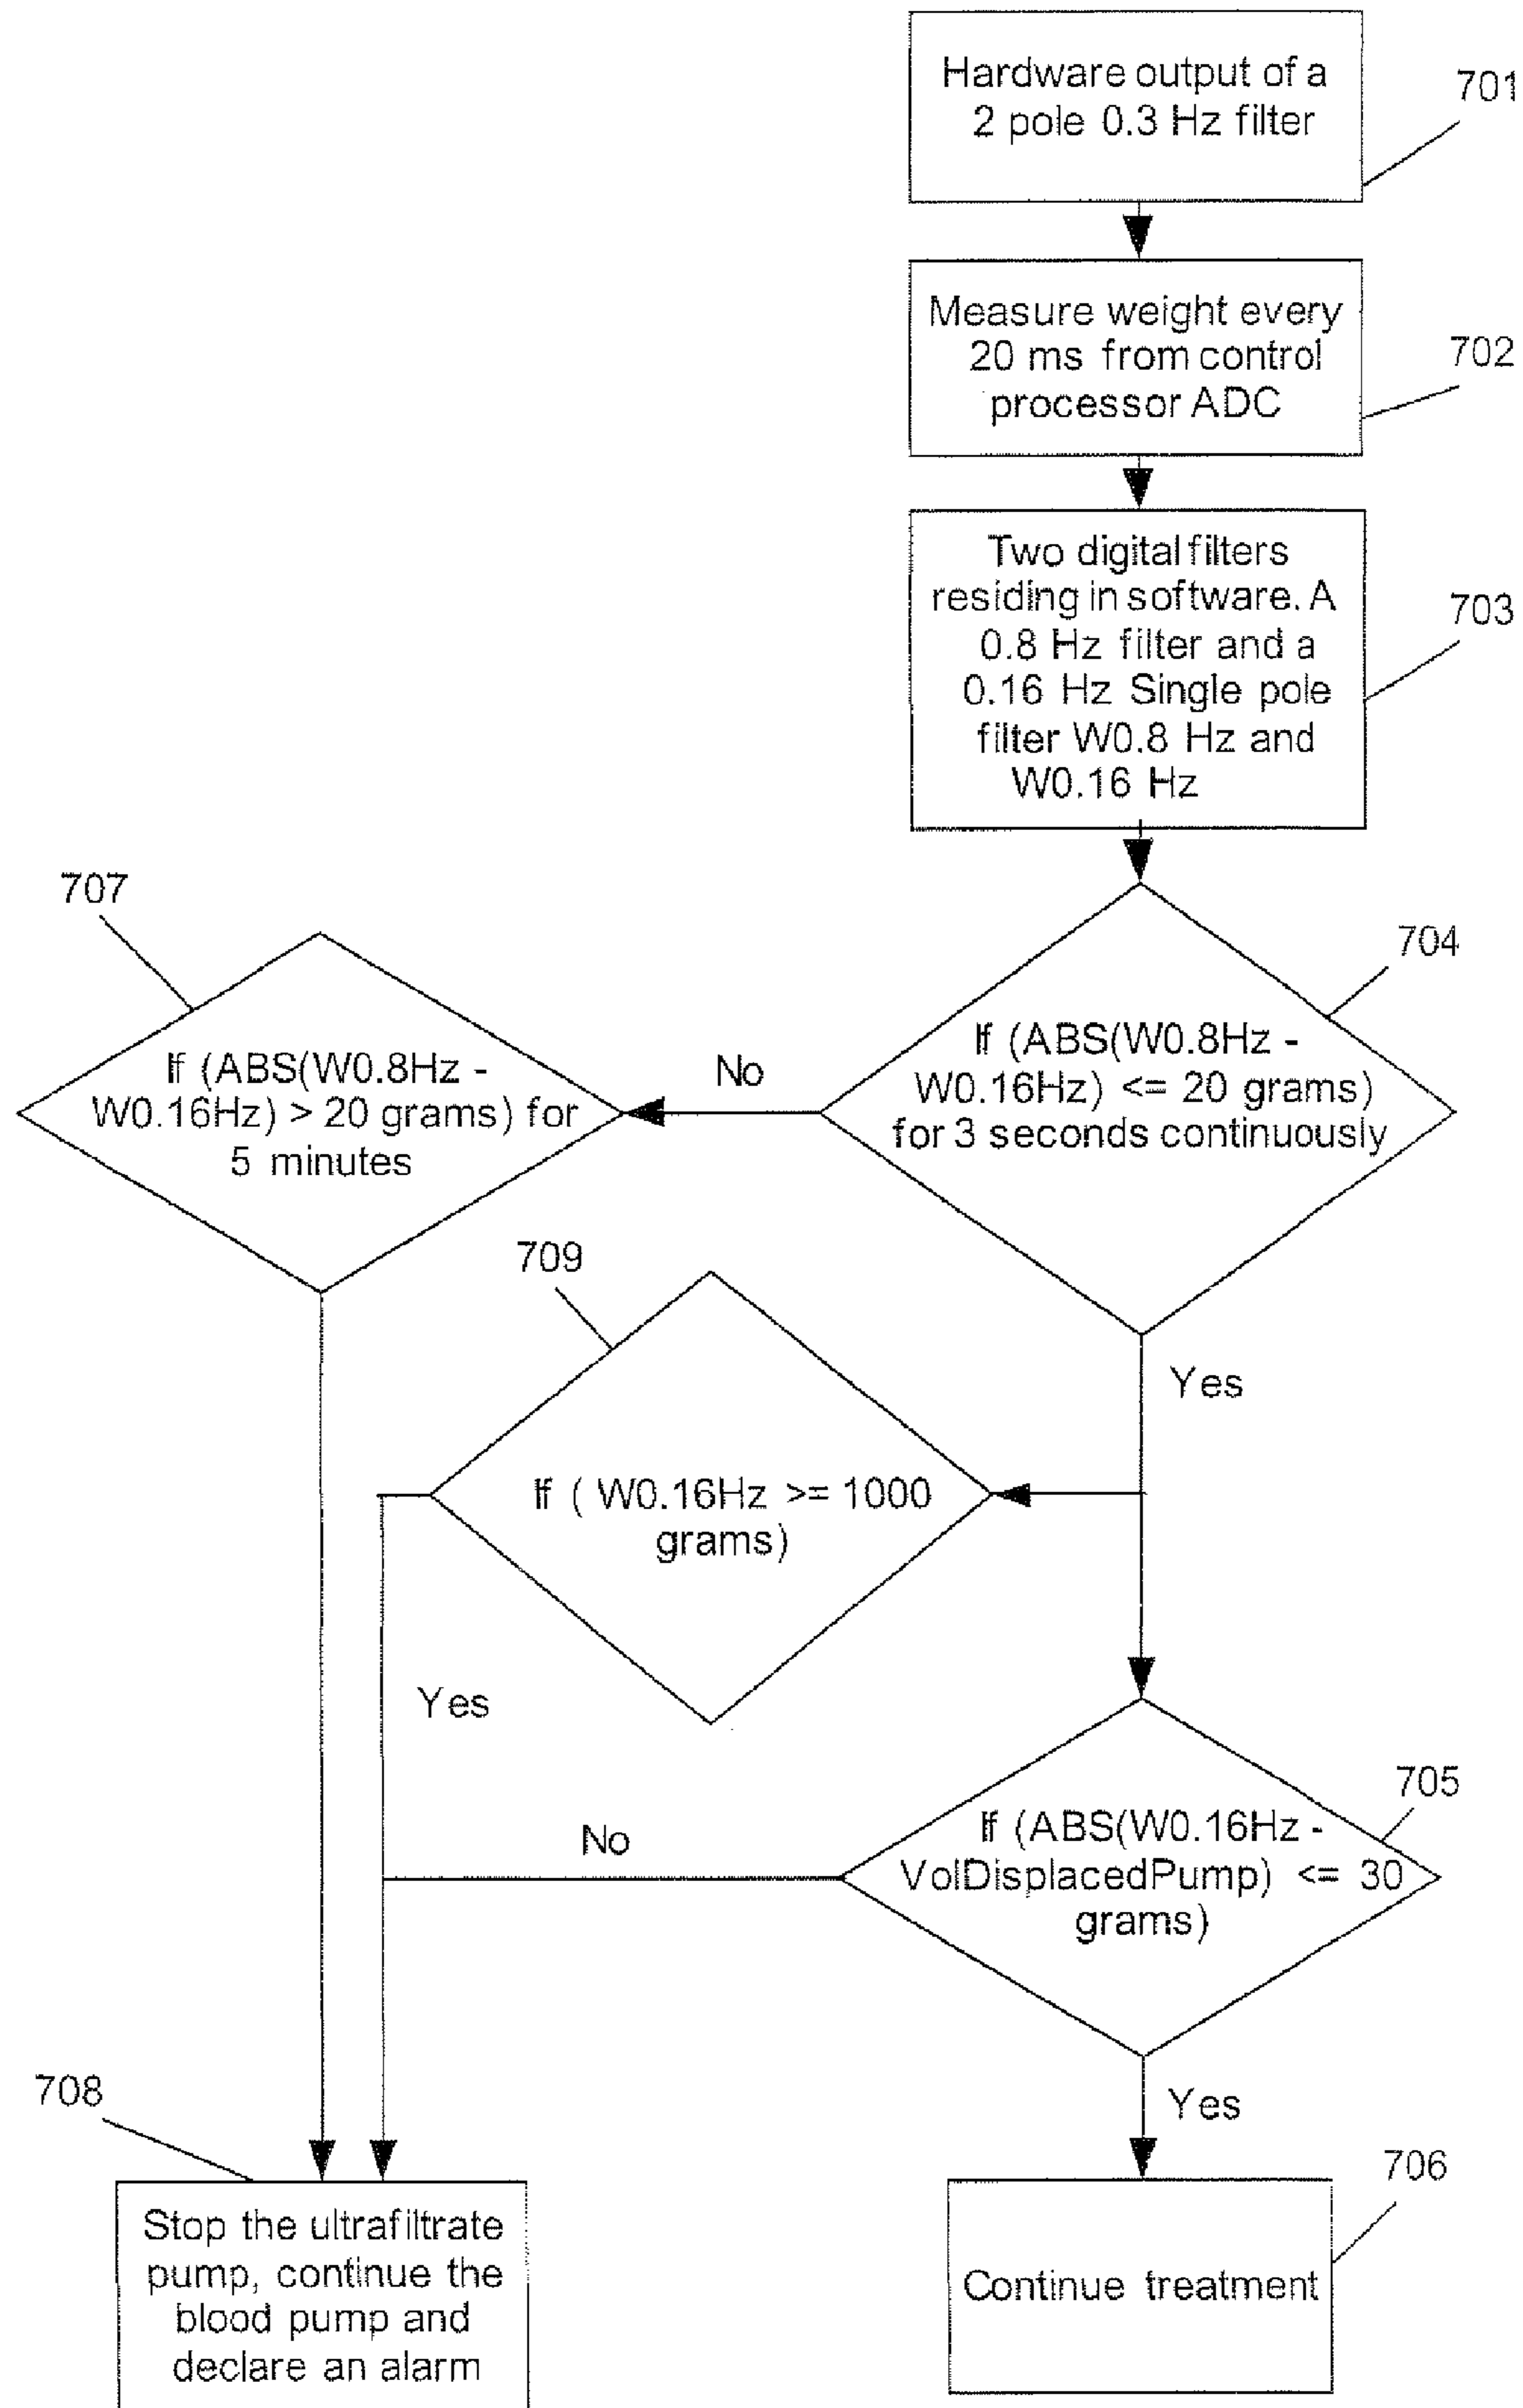 Hardware output of a
2 pole 0.3 Hz filter
701
Measure weight every
20 ms from control
processor ADC
702
Two digital filters
residing in software. A
0.8 Hz filter and a
0.16 Hz Single pole
filter W0.8 Hz and
W0.16 Hz
703
707
If (ABS(W0.8Hz -
W0.16Hz) > 20 grams) for
5 minutes
No
704
If (ABS(W0.8Hz -
W0.16Hz) <= 20 grams)
for 3 seconds continuously
709
If ( W0.16Hz >= 1000
grams)
Yes
Yes
705
If (ABS(W0.16Hz -
VolDisplacedPump) <= 30
grams)
No
Yes
708
Stop the ultrafiltrate
pump, continue the
blood pump and
declare an alarm
706
Continue treatment